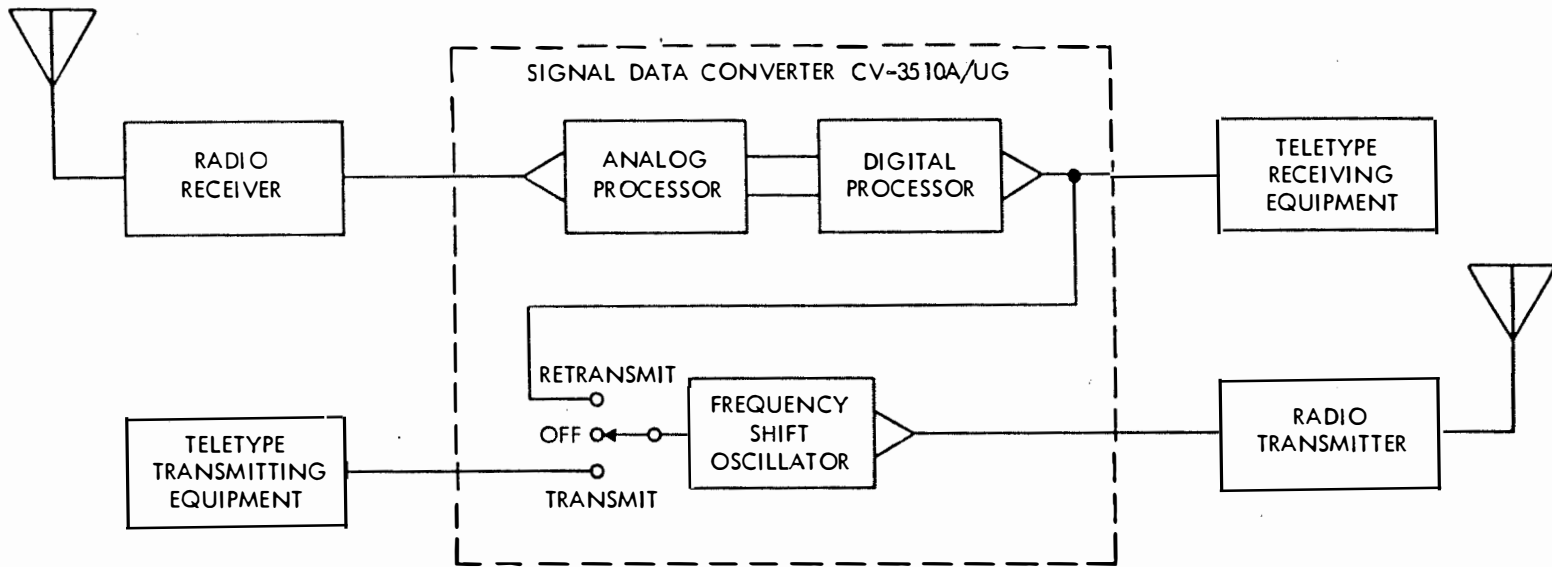 SIGNAL DATA CONVERTER CV-3510A/UG
RADIO
RECEIVER
ANALOG
PROCESSOR
DIGITAL
PROCESSOR
TELETYPE
RECEIVING
EQUIPMENT
RETRANSMIT
OFF
TRANSMIT
FREQUENCY
SHIFT
OSCILLATOR
RADIO
TRANSMITTER
TELETYPE
TRANSMITTING
EQUIPMENT